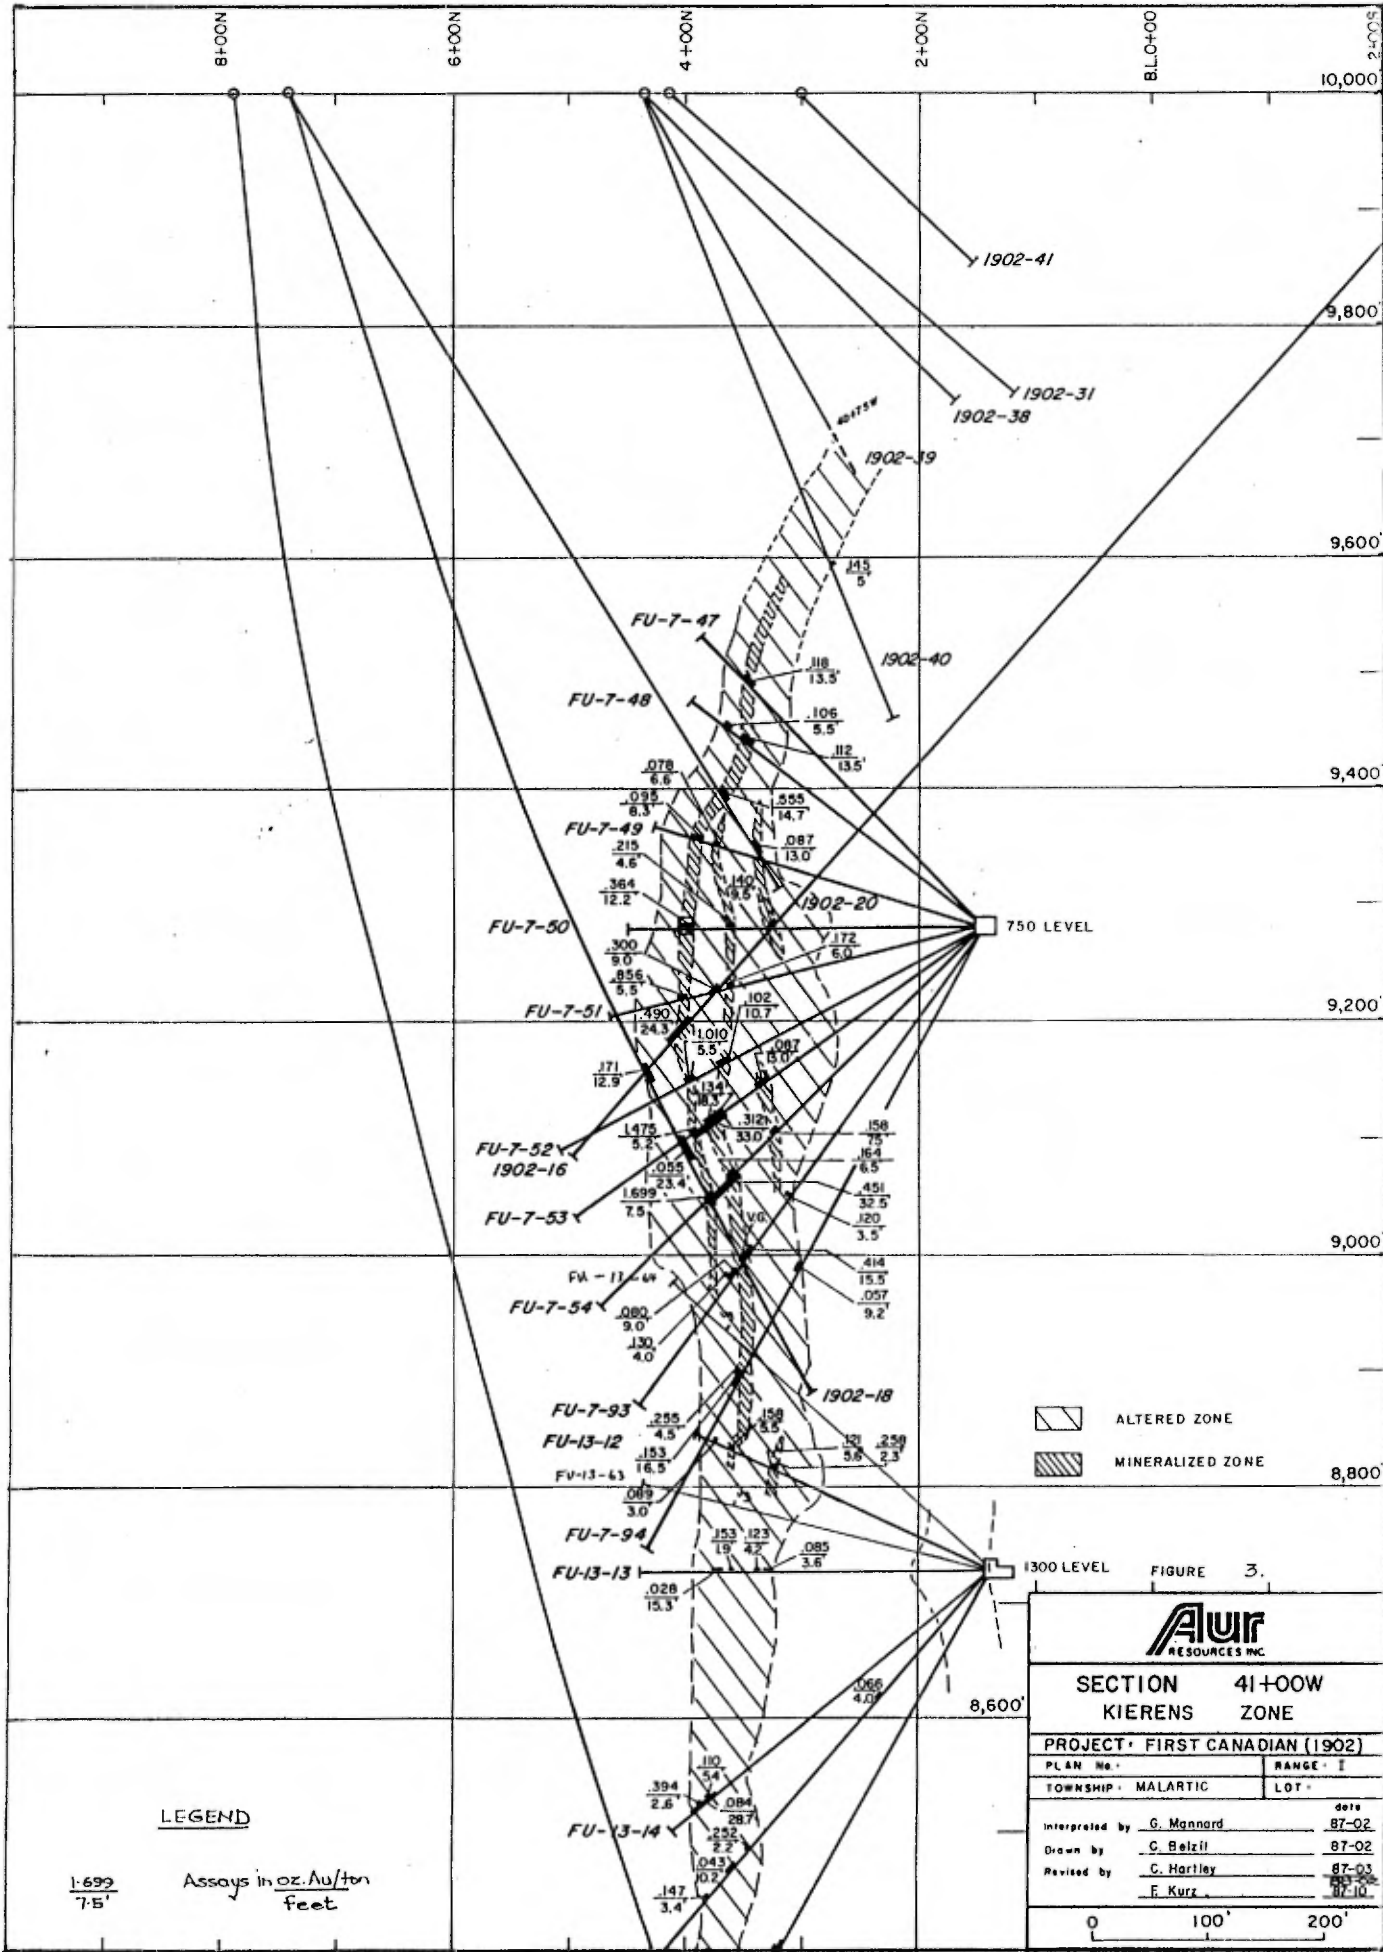 8+00N
6+00N
4+00N
2+00N
B.L.0+00
2+00S
10,000'
1902-41
9,800'
1902-31
1902-38
40+75W
1902-39
9,600'
.145
5'
FU-7-47
1902-40
.118
13.5'
FU-7-48
.106
5.5'
.112
13.5'
.078
6.6
9,400'
.095
8.3'
.555
14.7'
FU-7-49
.087
13.0'
.215
4.6'
.140
9.5'
.364
12.2'
1902-20
FU-7-50
750 LEVEL
.172
6.0'
.300
9.0'
.856
5.5'
FU-7-51
9,200'
.490
24.3'
.102
10.7'
1.010
5.5'
.087
13.0'
.171
12.9'
.134
18.3'
.312
33.0'
1.475
5.2'
.158
75'
FU-7-52
1902-16
.164
6.5'
.055
23.4'
.451
32.5'
1.699
7.5'
FU-7-53
V.G.
.120
3.5'
9,000'
.414
15.5'
FU-13-64
.057
9.2'
FU-7-54
.080
9.0'
.130
4.0'
1902-18
FU-7-93
.255
4.5'
.158
5.5'
FU-13-12
.121
5.6'
.258
2.3'
.153
16.5'
FU-13-63
8,800'
.089
3.0'
FU-7-94
.153
1.9
.123
4.2'
.085
3.6'
FU-13-13
1300 LEVEL
.028
15.3'
ALTERED ZONE
MINERALIZED ZONE
FIGURE 3.
Aur
RESOURCES INC.
SECTION 41+00W
KIERENS ZONE
PROJECT: FIRST CANADIAN (1902)
PLAN No.: RANGE: I
TOWNSHIP: MALARTIC LOT:
date
Interpreted by G. Mannard 87-02
Drawn by C. Belzil 87-02
Revised by C. Hartley 87-03
F. Kurz 87-10
0 100' 200'
.066
4.0'
8,600'
.110
5.4
.394
2.6'
.084
28.7'
FU-13-14
.252
2.2'
.043
10.2'
.147
3.4'
LEGEND
1.699
7.5'
Assays in oz. Au/ton
feet